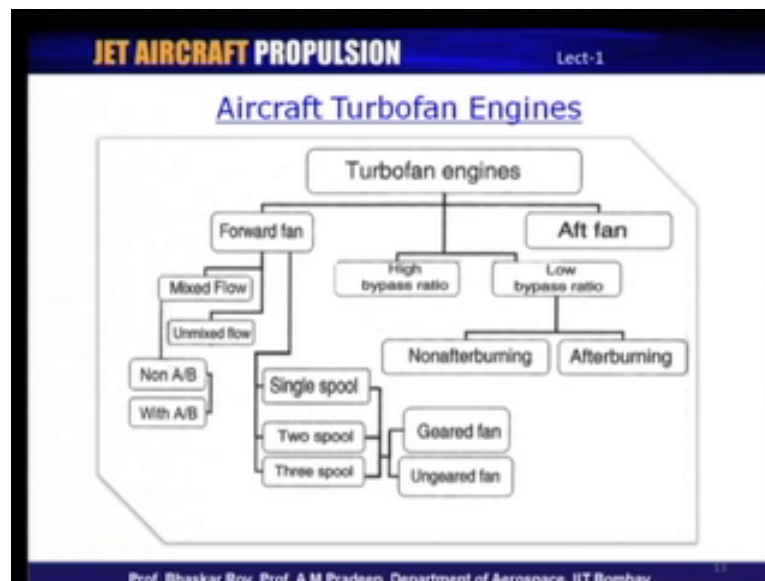 JET AIRCRAFT PROPULSION Lect-1
Aircraft Turbofan Engines
Turbofan engines
Forward fan
Aft fan
High
bypass ratio
Low
bypass ratio
Mixed Flow
Unmixed flow
Nonafterburning
Afterburning
Non A/B
With A/B
Single spool
Two spool
Three spool
Geared fan
Ungeared fan
13
Prof. Bhaskar Roy, Prof. A M Pradeep, Department of Aerospace, IIT Bombay